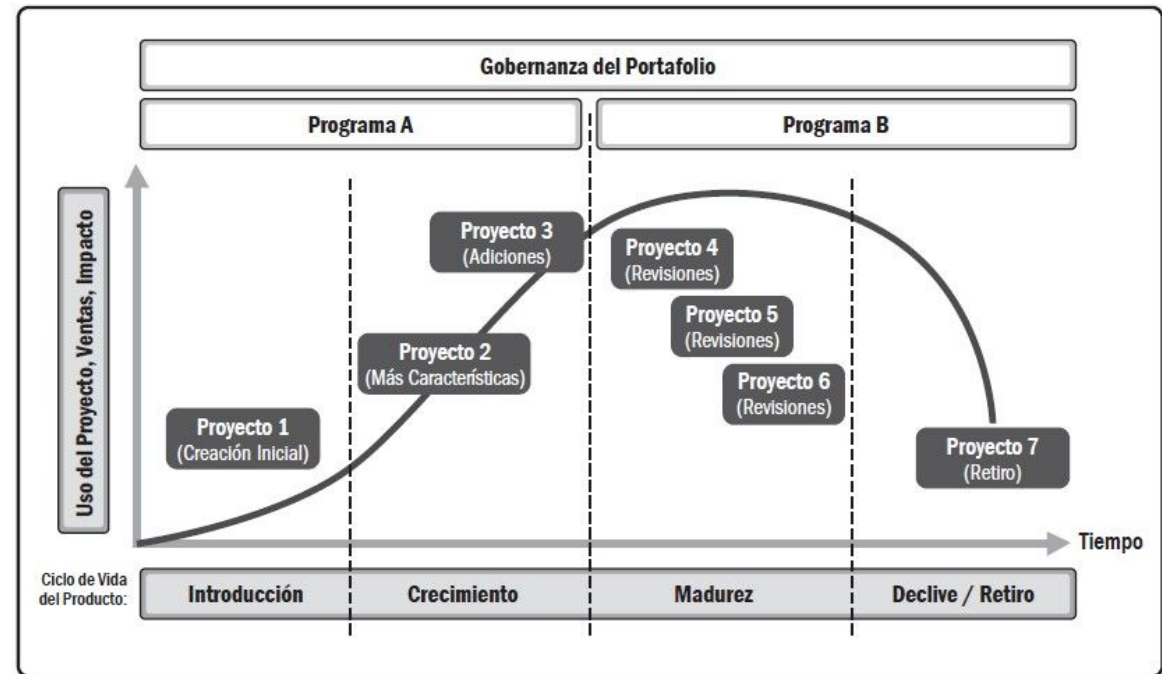 Gobernanza del Portafolio
Programa A
Programa B
Uso del Proyecto, Ventas, Impacto
Proyecto 3
(Adiciones)
Proyecto 4
(Revisiones)
Proyecto 5
(Revisiones)
Proyecto 2
(Más Características)
Proyecto 6
(Revisiones)
Proyecto 1
(Creación Inicial)
Proyecto 7
(Retiro)
Tiempo
Ciclo de Vida
del Producto:
Introducción
Crecimiento
Madurez
Declive / Retiro